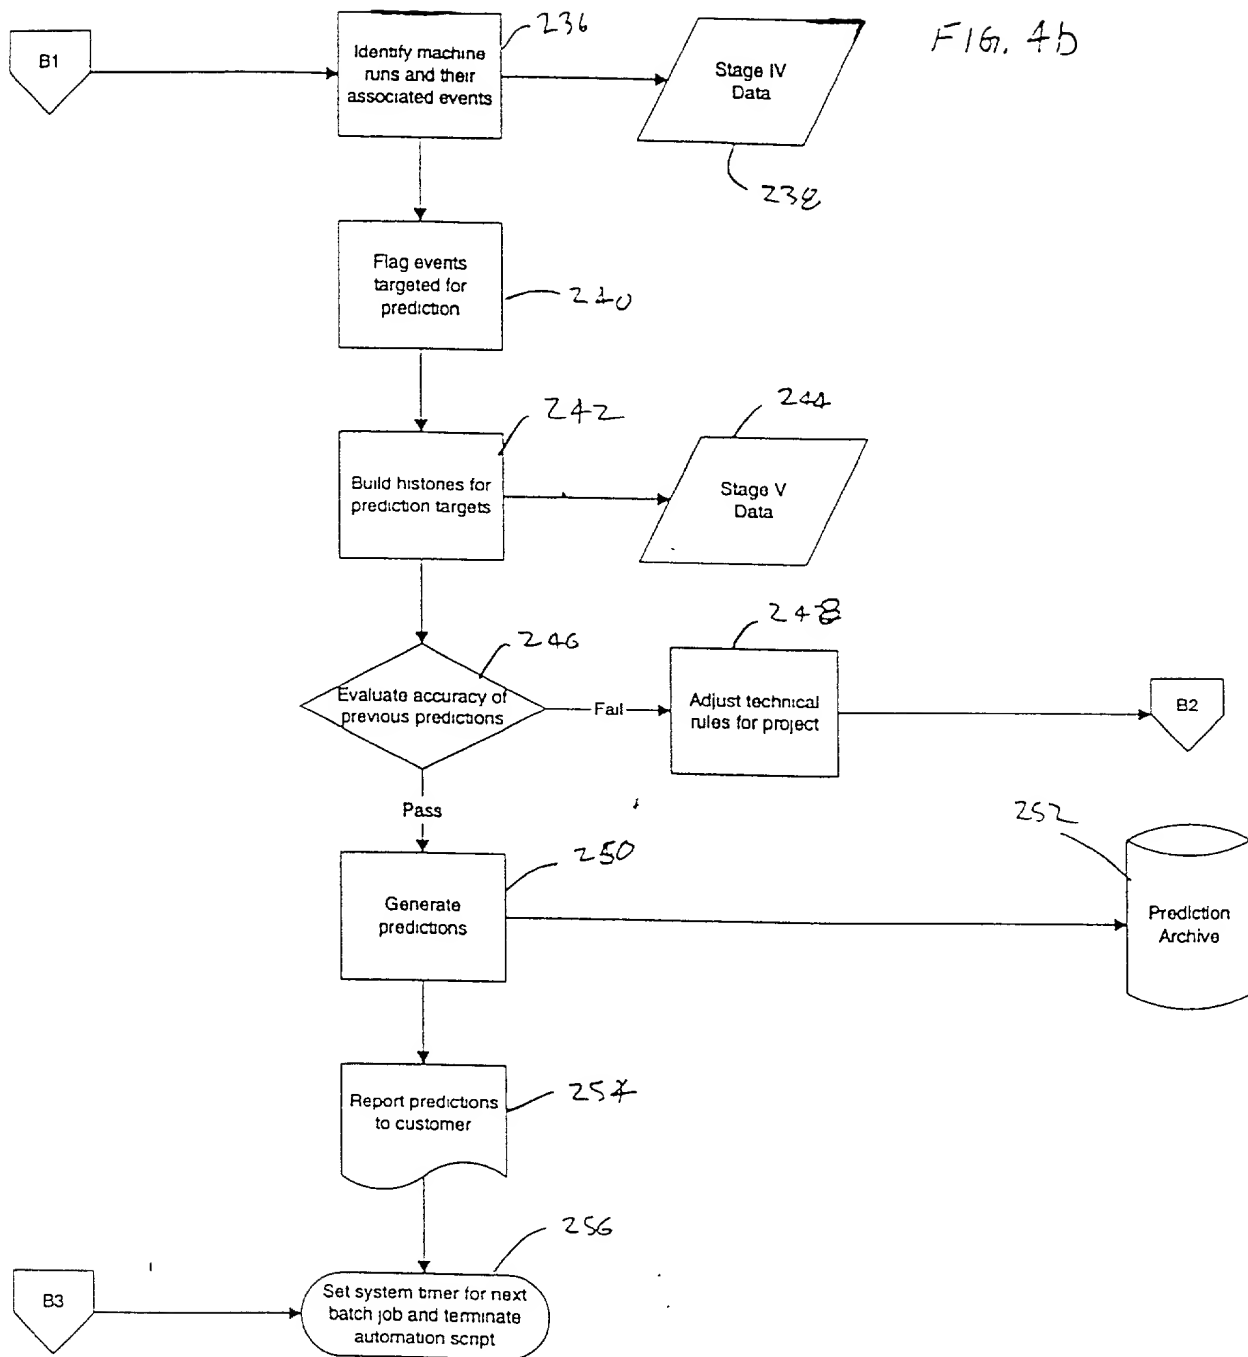 FIG. 4b
236
B1
Identify machine
runs and their
associated events
Stage IV
Data
238
Flag events
targeted for
prediction
240
242
244
Build histories for
prediction targets
Stage V
Data
246
248
Evaluate accuracy of
previous predictions
Fail
Adjust technical
rules for project
B2
Pass
252
250
Generate
predictions
Prediction
Archive
Report predictions
to customer
254
256
B3
Set system timer for next
batch job and terminate
automation script